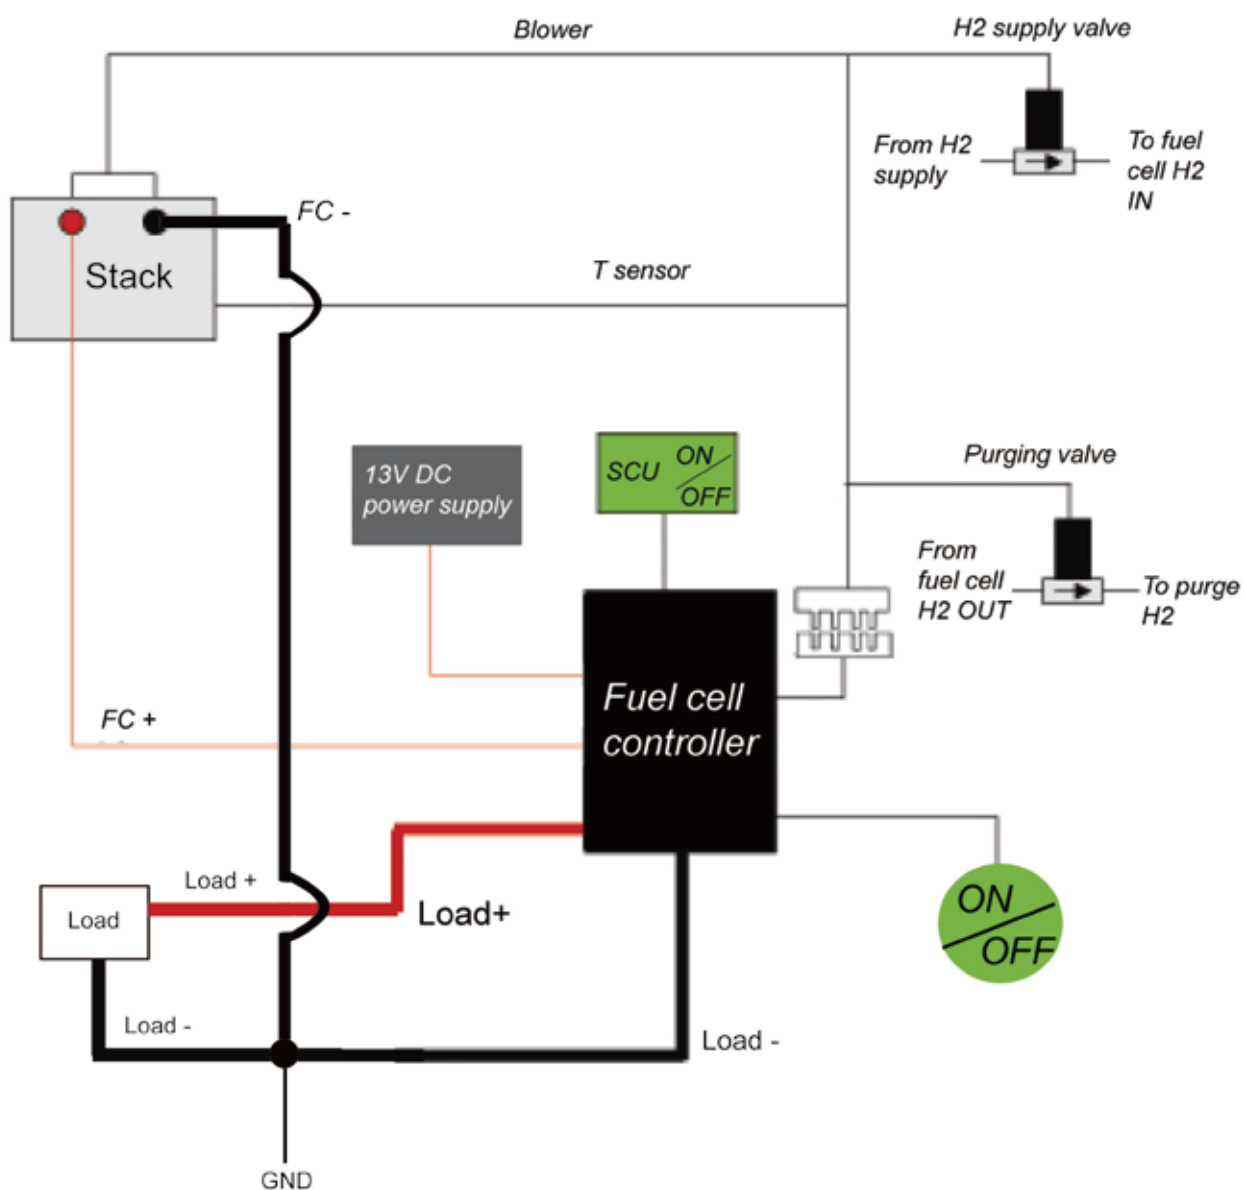 Blower
H2 supply valve
From H2
supply
To fuel
cell H2
IN
FC -
Stack
T sensor
13V DC
power supply
SCU ON
OFF
Purging valve
From
fuel cell
H2 OUT
To purge
H2
Fuel cell
controller
FC +
Load +
Load
Load+
ON
OFF
Load -
Load -
GND